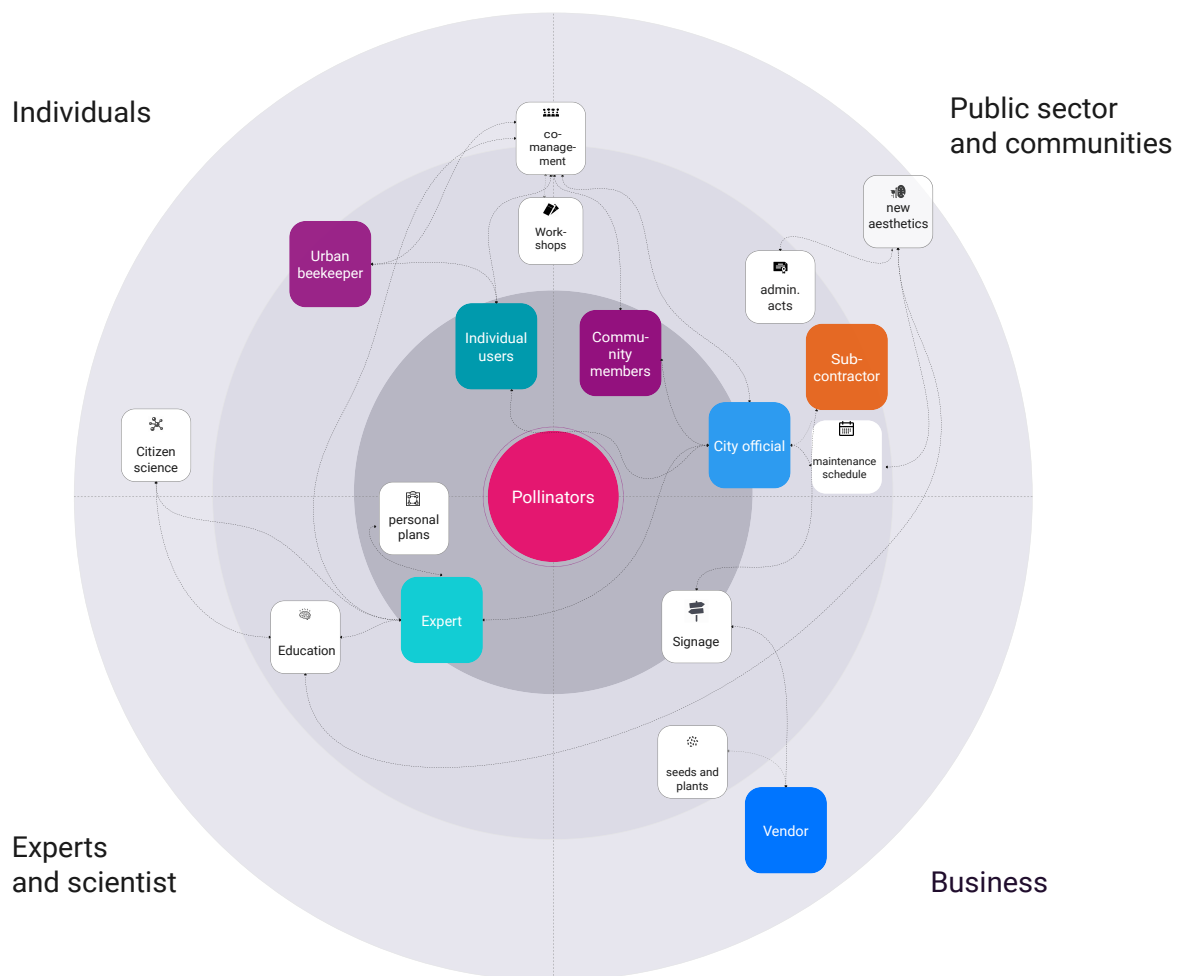 Individuals
Public sector
and communities
co-
manage-
ment
new
aesthetics
Work-
shops
Urban
beekeeper
admin.
acts
Individual
users
Commu-
nity
members
Sub-
contractor
City official
Citizen
science
maintenance
schedule
Pollinators
personal
plans
Expert
Education
Signage
seeds and
plants
Vendor
Experts
and scientist
Business